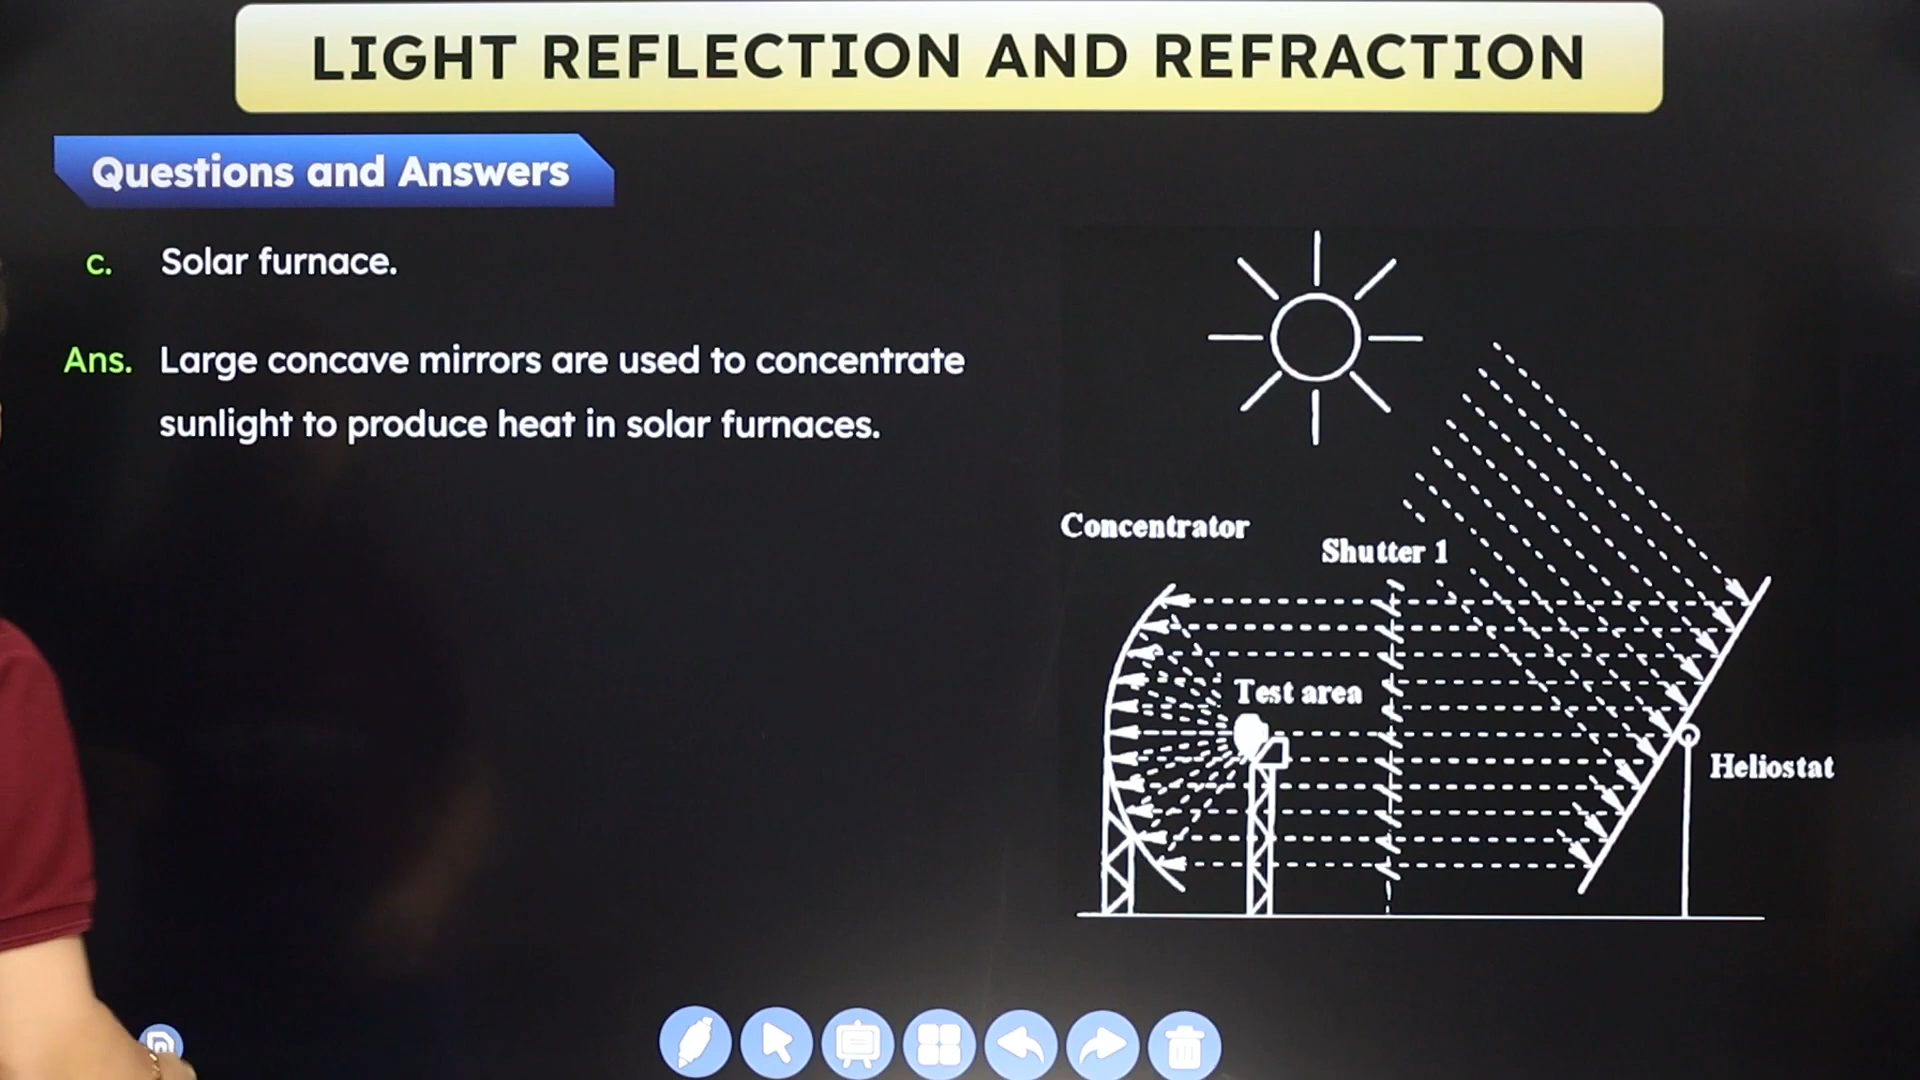 LIGHT REFLECTION AND REFRACTION
Questions and Answers
c. Solar furnace.
Ans. Large concave mirrors are used to concentrate
sunlight to produce heat in solar furnaces.
Concentrator
Shutter 1
Test area
Heliostat